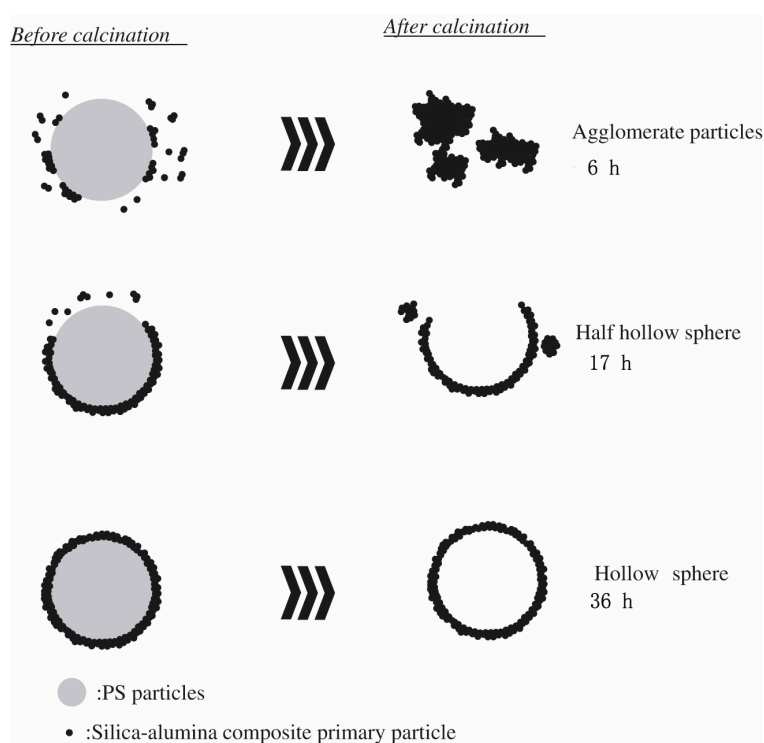 Before calcination
After calcination
Agglomerate particles
6 h
Half hollow sphere
17 h
Hollow sphere
36 h
:PS particles
:Silica-alumina composite primary particle